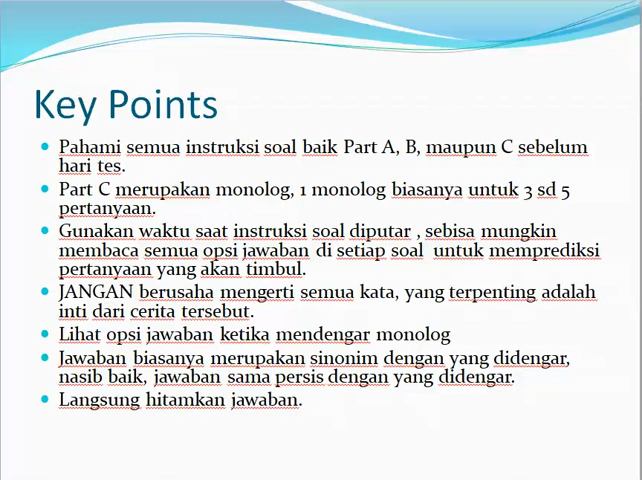 Key Points
Pahami semua instruksi soal baik Part A, B, maupun C sebelum
hari tes.
Part C merupakan monolog, 1 monolog biasanya untuk 3 sd 5
pertanyaan.
Gunakan waktu saat instruksi soal diputar , sebisa mungkin
membaca semua opsi jawaban di setiap soal untuk memprediksi
pertanyaan yang akan timbul.
JANGAN berusaha mengerti semua kata, yang terpenting adalah
inti dari cerita tersebut.
Lihat opsi jawaban ketika mendengar monolog
Jawaban biasanya merupakan sinonim dengan yang didengar,
nasib baik, jawaban sama persis dengan yang didengar.
Langsung hitamkan jawaban.